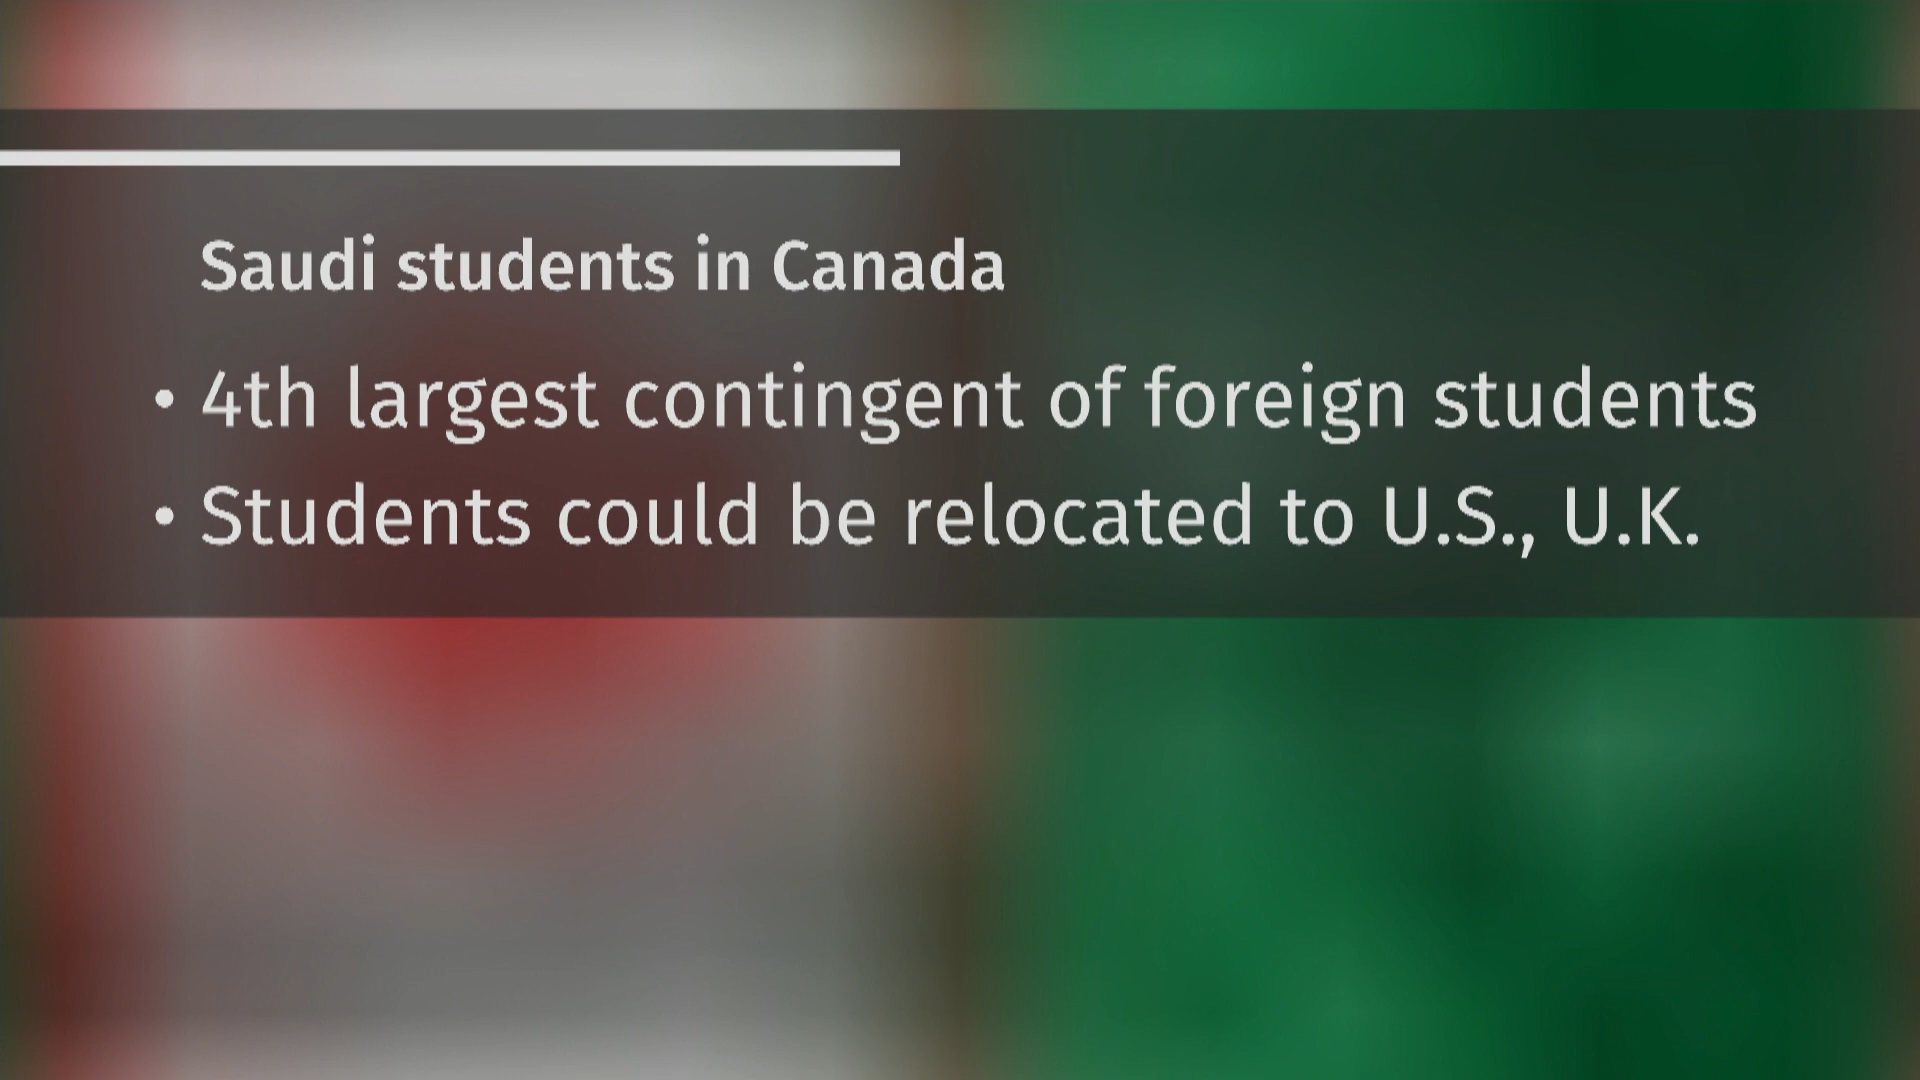 Saudi students in Canada
• 4th largest contingent of foreign students
• Students could be relocated to U.S., U.K.